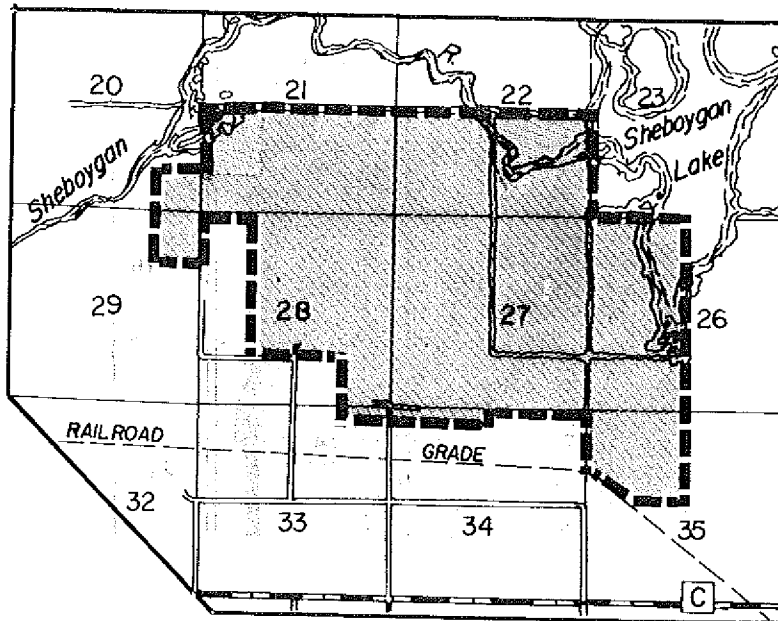 R.
20
21
22
23
Sheboygan
Lake
Sheboygan
29
28
27
26
RAILROAD
GRADE
32
33
34
35
C